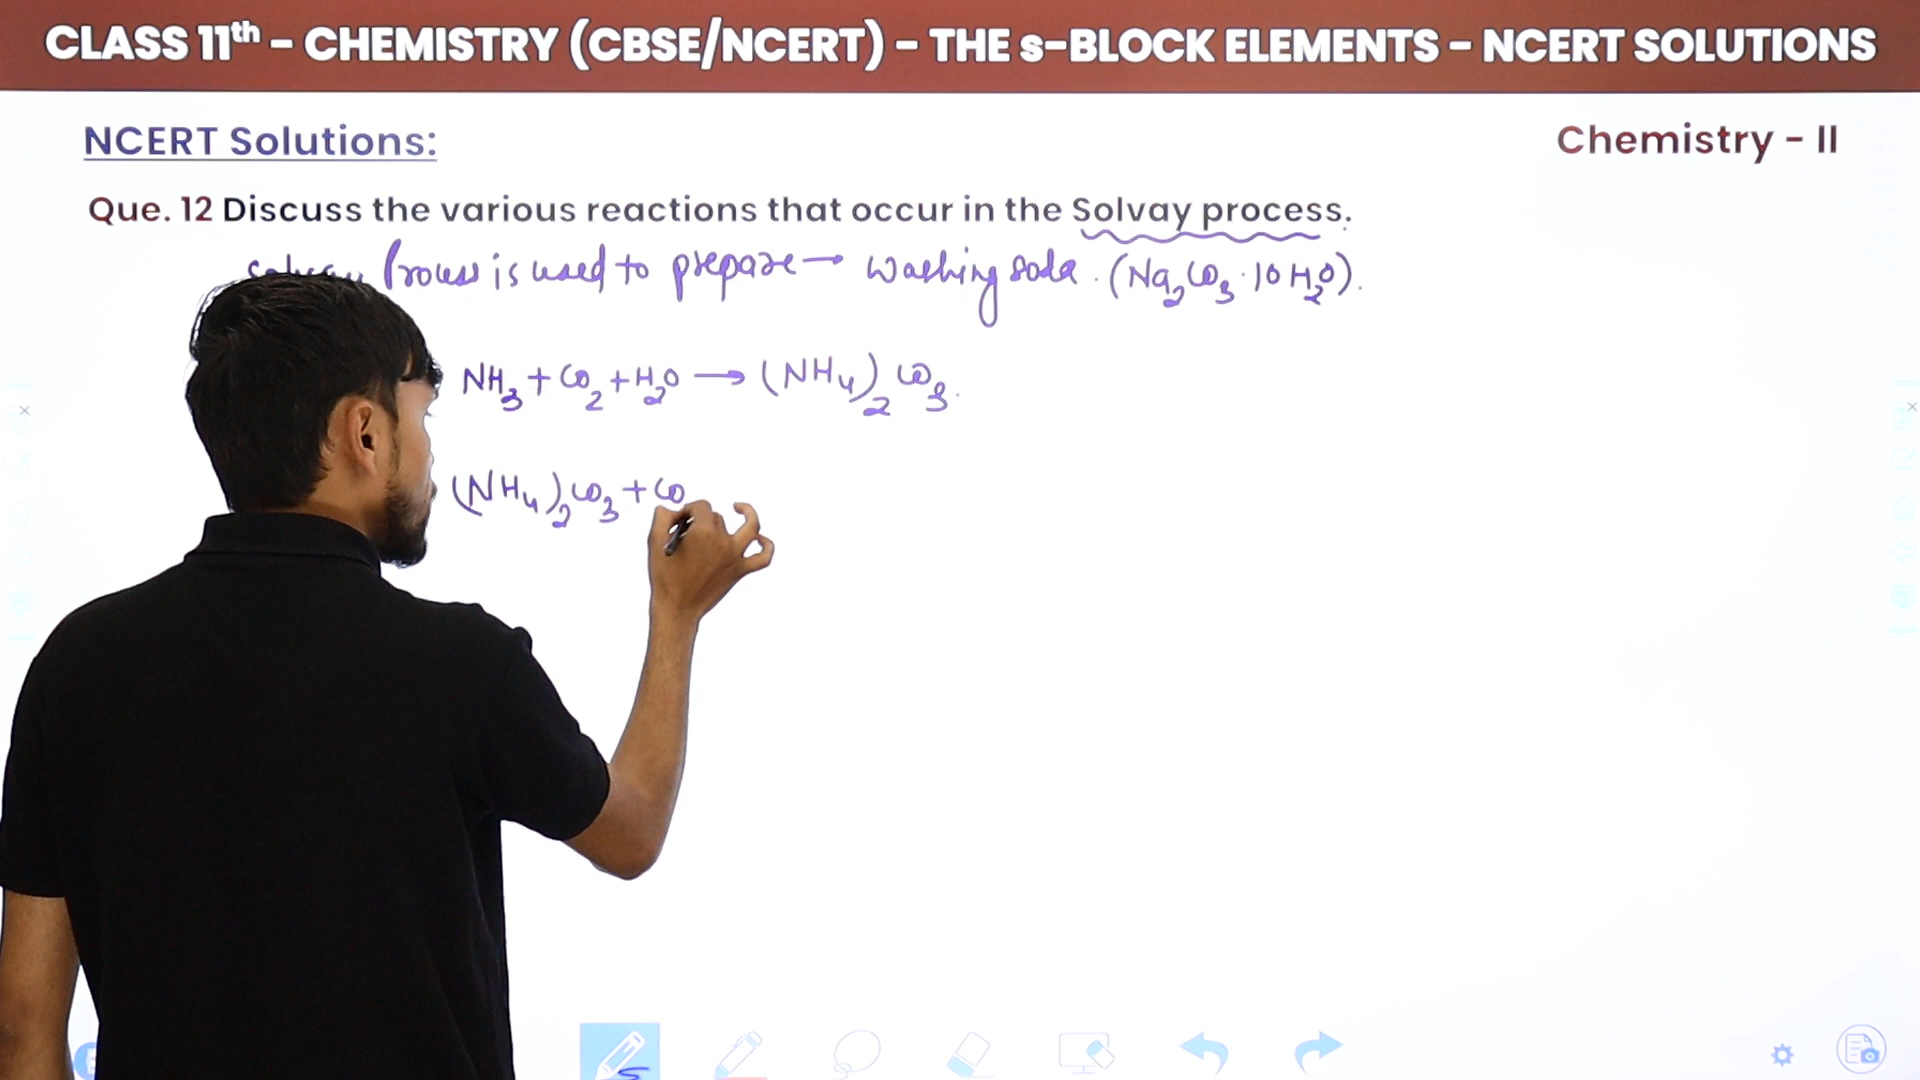 CLASS 11th - CHEMISTRY (CBSE/NCERT) - THE s-BLOCK ELEMENTS - NCERT SOLUTIONS
NCERT Solutions:
Chemistry - II
Que. 12 Discuss the various reactions that occur in the Solvay process.
Process is used to prepare → washing soda. (Na₂CO₃·10H₂O).
NH₃ + CO₂ + H₂O → (NH₄)₂CO₃.
(NH₄)₂CO₃ + CO